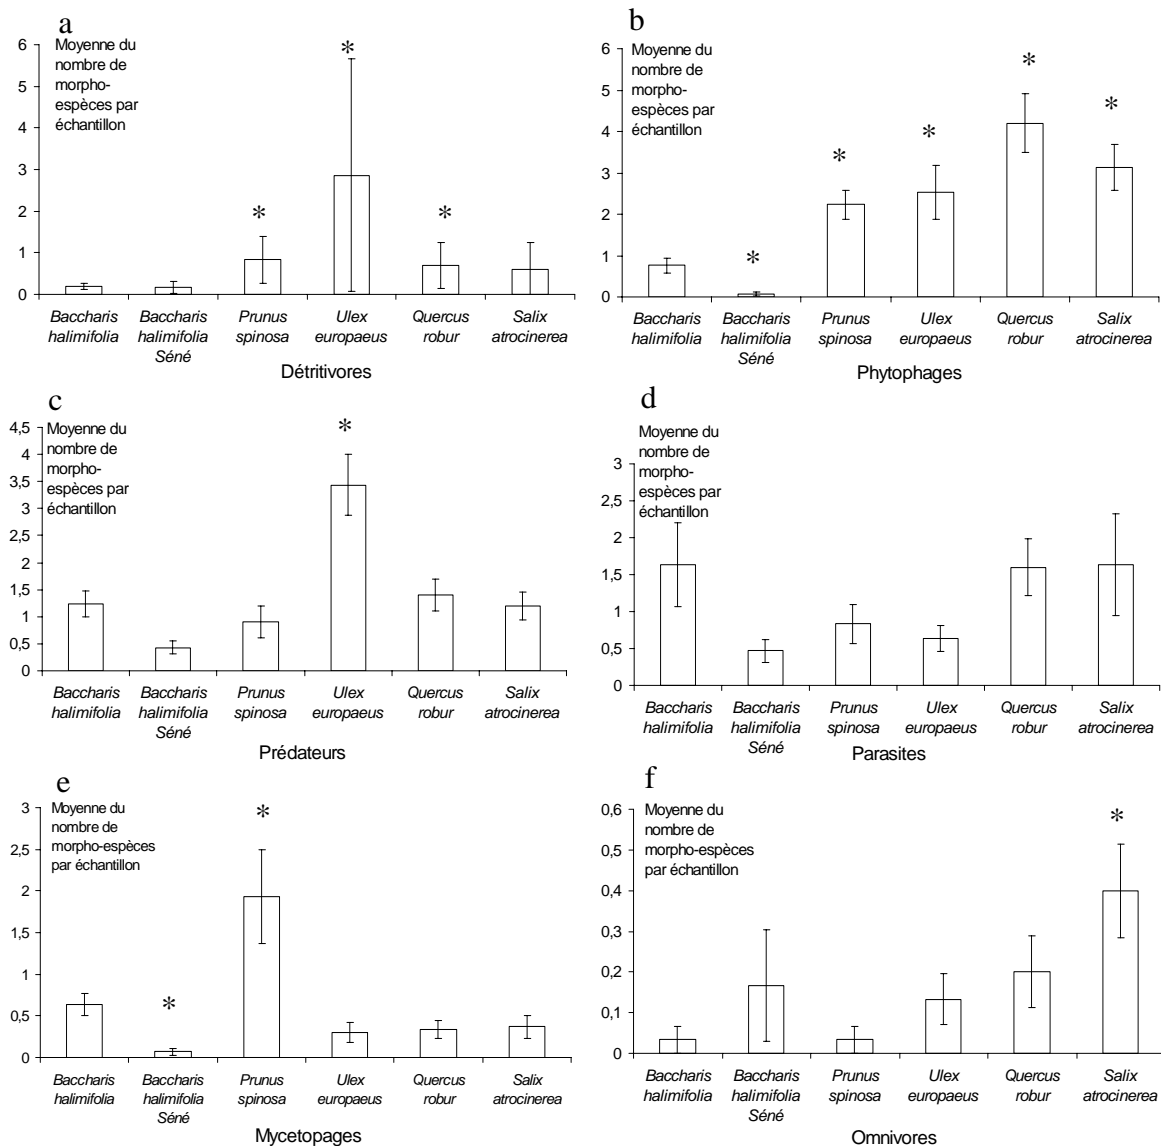 a
Moyenne du
nombre de
morpho-
espèces par
échantillon
6
5
4
3
2
1
0
*
*
*
Baccharis
halimifolia
Baccharis
halimifolia
Séné
Prunus
spinosa
Ulex
europaeus
Quercus
robur
Salix
atrocinerea
Détritivores
b
Moyenne du
nombre de
morpho-
espèces par
échantillon
6
5
4
3
2
1
0
*
*
*
*
*
Baccharis
halimifolia
Baccharis
halimifolia
Séné
Prunus
spinosa
Ulex
europaeus
Quercus
robur
Salix
atrocinerea
Phytophages
c
Moyenne du
nombre de
morpho-
espèces par
échantillon
4,5
4
3,5
3
2,5
2
1,5
1
0,5
0
*
Baccharis
halimifolia
Baccharis
halimifolia
Séné
Prunus
spinosa
Ulex
europaeus
Quercus
robur
Salix
atrocinerea
Prédateurs
d
Moyenne du
nombre de
morpho-
espèces par
échantillon
3
2,5
2
1,5
1
0,5
0
Baccharis
halimifolia
Baccharis
halimifolia
Séné
Prunus
spinosa
Ulex
europaeus
Quercus
robur
Salix
atrocinerea
Parasites
e
Moyenne du
nombre de
morpho-espèces
par échantillon
3
2,5
2
1,5
1
0,5
0
*
*
Baccharis
halimifolia
Baccharis
halimifolia
Séné
Prunus
spinosa
Ulex
europaeus
Quercus
robur
Salix
atrocinerea
Mycetopages
f
Moyenne du
nombre de
morpho-espèces
par échantillon
0,6
0,5
0,4
0,3
0,2
0,1
0
*
Baccharis
halimifolia
Baccharis
halimifolia
Séné
Prunus
spinosa
Ulex
europaeus
Quercus
robur
Salix
atrocinerea
Omnivores